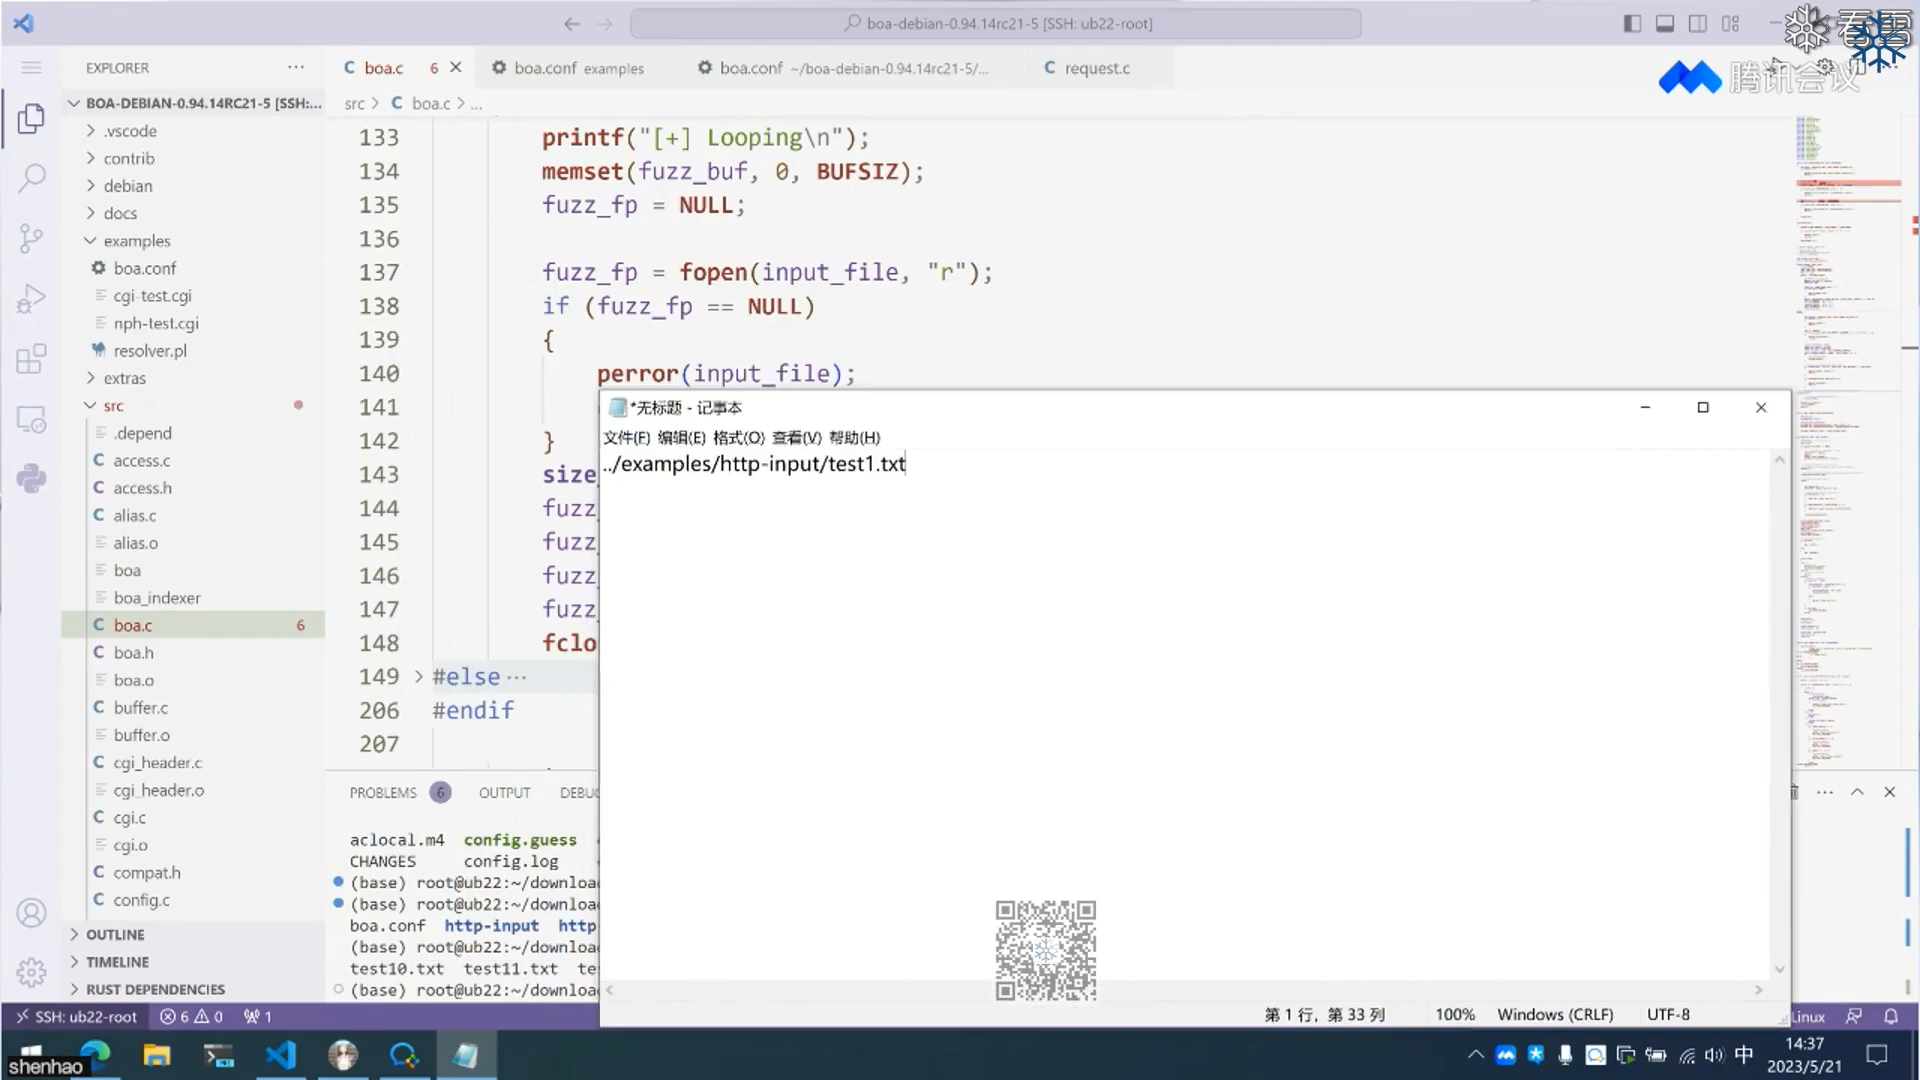 boa-debian-0.94.14rc21-5 [SSH: ub22-root]
看雪
腾讯会议
EXPLORER
boa.c 6
boa.conf examples
boa.conf ~/boa-debian-0.94.14rc21-5/...
request.c
BOA-DEBIAN-0.94.14RC21-5 [SSH:...
src > boa.c > ...
.vscode
contrib
debian
docs
examples
boa.conf
cgi-test.cgi
nph-test.cgi
resolver.pl
extras
src
.depend
access.c
access.h
alias.c
alias.o
boa
boa_indexer
boa.c 6
boa.h
boa.o
buffer.c
buffer.o
cgi_header.c
cgi_header.o
cgi.c
cgi.o
compat.h
config.c
OUTLINE
TIMELINE
RUST DEPENDENCIES
133 printf("[+] Looping\n");
134 memset(fuzz_buf, 0, BUFSIZ);
135 fuzz_fp = NULL;
136
137 fuzz_fp = fopen(input_file, "r");
138 if (fuzz_fp == NULL)
139 {
140 perror(input_file);
141
142 }
143 size_
144 fuzz_
145 fuzz_
146 fuzz_
147 fuzz_
148 fclo
149 #else ...
206 #endif
207
*无标题 - 记事本
文件(F) 编辑(E) 格式(O) 查看(V) 帮助(H)
../examples/http-input/test1.txt
第 1 行，第 33 列 100% Windows (CRLF) UTF-8
PROBLEMS 6 OUTPUT DEBU
aclocal.m4 config.guess
CHANGES config.log
(base) root@ub22:~/downloa
(base) root@ub22:~/downloa
boa.conf http-input http-
(base) root@ub22:~/downloa
test10.txt test11.txt te
(base) root@ub22:~/downloa
SSH: ub22-root 6 0 1
Linux
shenhao
中
14:37
2023/5/21